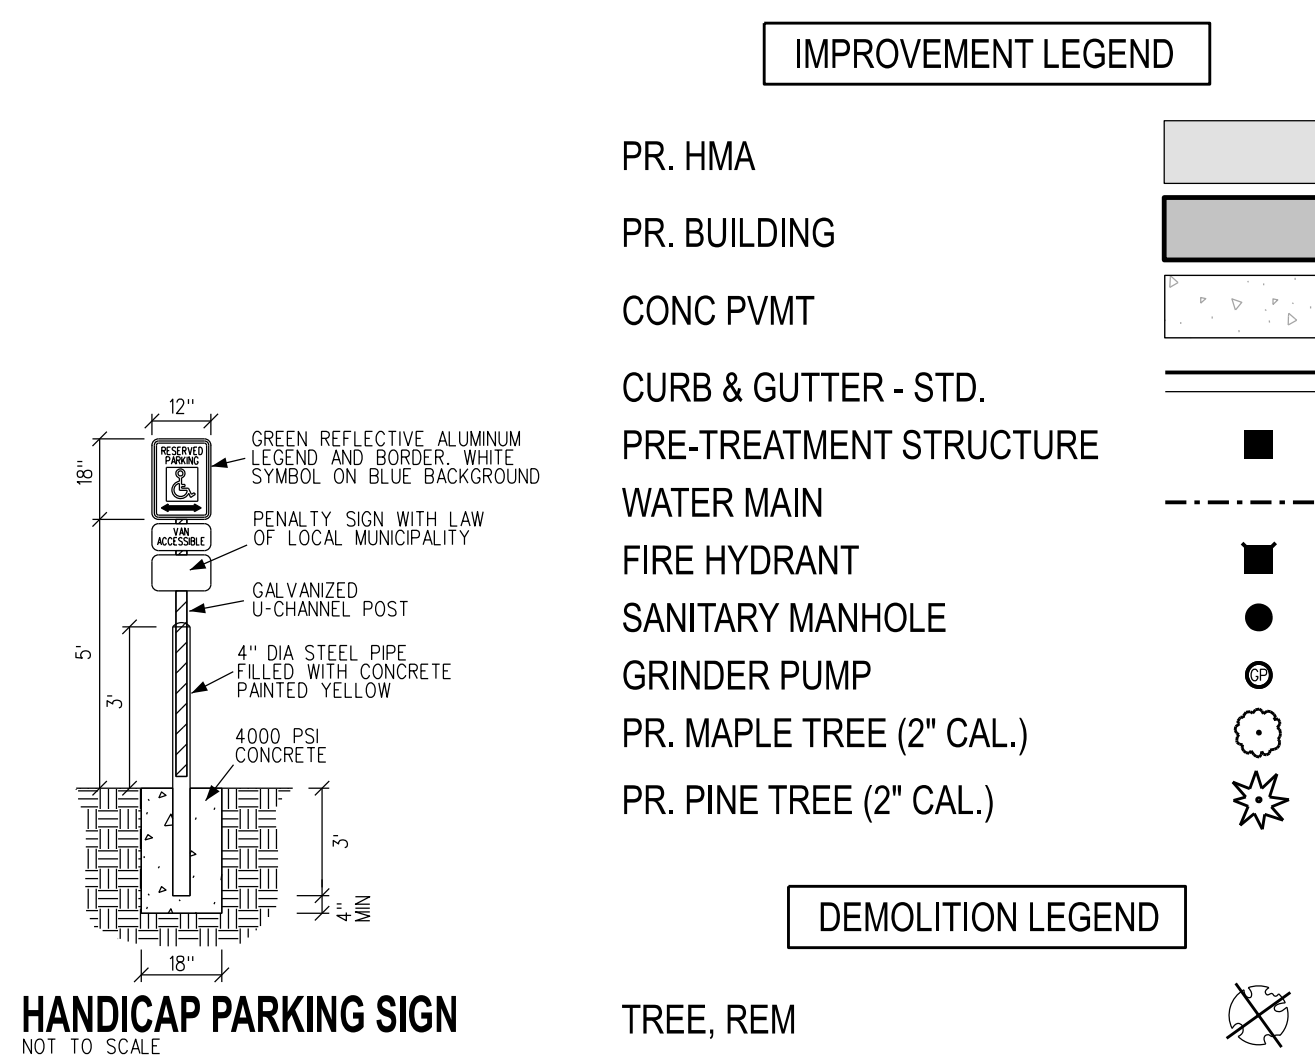 IMPROVEMENT LEGEND
PR. HMA
PR. BUILDING
CONC PVMT
CURB & GUTTER - STD.
PRE-TREATMENT STRUCTURE
WATER MAIN
FIRE HYDRANT
SANITARY MANHOLE
GRINDER PUMP
GP
PR. MAPLE TREE (2" CAL.)
PR. PINE TREE (2" CAL.)
DEMOLITION LEGEND
TREE, REM
12"
18"
RESERVED
PARKING
GREEN REFLECTIVE ALUMINUM
LEGEND AND BORDER. WHITE
SYMBOL ON BLUE BACKGROUND
VAN
ACCESSIBLE
PENALTY SIGN WITH LAW
OF LOCAL MUNICIPALITY
GALVANIZED
U-CHANNEL POST
5'
3'
4" DIA STEEL PIPE
FILLED WITH CONCRETE
PAINTED YELLOW
4000 PSI
CONCRETE
3'
4"
MIN
18"
HANDICAP PARKING SIGN
NOT TO SCALE